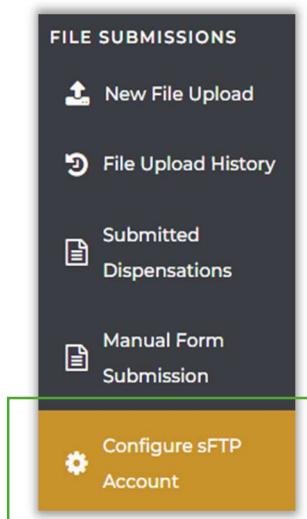 FILE SUBMISSIONS
New File Upload
File Upload History
Submitted
Dispensations
Manual Form
Submission
Configure sFTP
Account